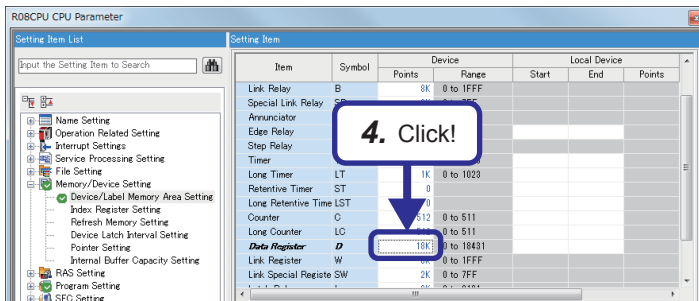 R08CPU CPU Parameter
Setting Item List
Setting Item
Input the Setting Item to Search
Item Symbol Device Local Device
Points Range Start End Points
Link Relay B 8K 0 to 1FFF
Special Link Relay
Annunciator
Edge Relay
Step Relay
Timer
Long Timer LT 1K 0 to 1023
Retentive Timer ST 0
Long Retentive Time LST 0
Counter C 512 0 to 511
Long Counter LC 0 to 511
Data Register D 18K 0 to 18431
Link Register W 0 to 1FFF
Link Special Registe SW 2K 0 to 7FF
4. Click!
Name Setting
Operation Related Setting
Interrupt Settings
Service Processing Setting
File Setting
Memory/Device Setting
Device/Label Memory Area Setting
Index Register Setting
Refresh Memory Setting
Device Latch Interval Setting
Pointer Setting
Internal Buffer Capacity Setting
RAS Setting
Program Setting
SFC Setting